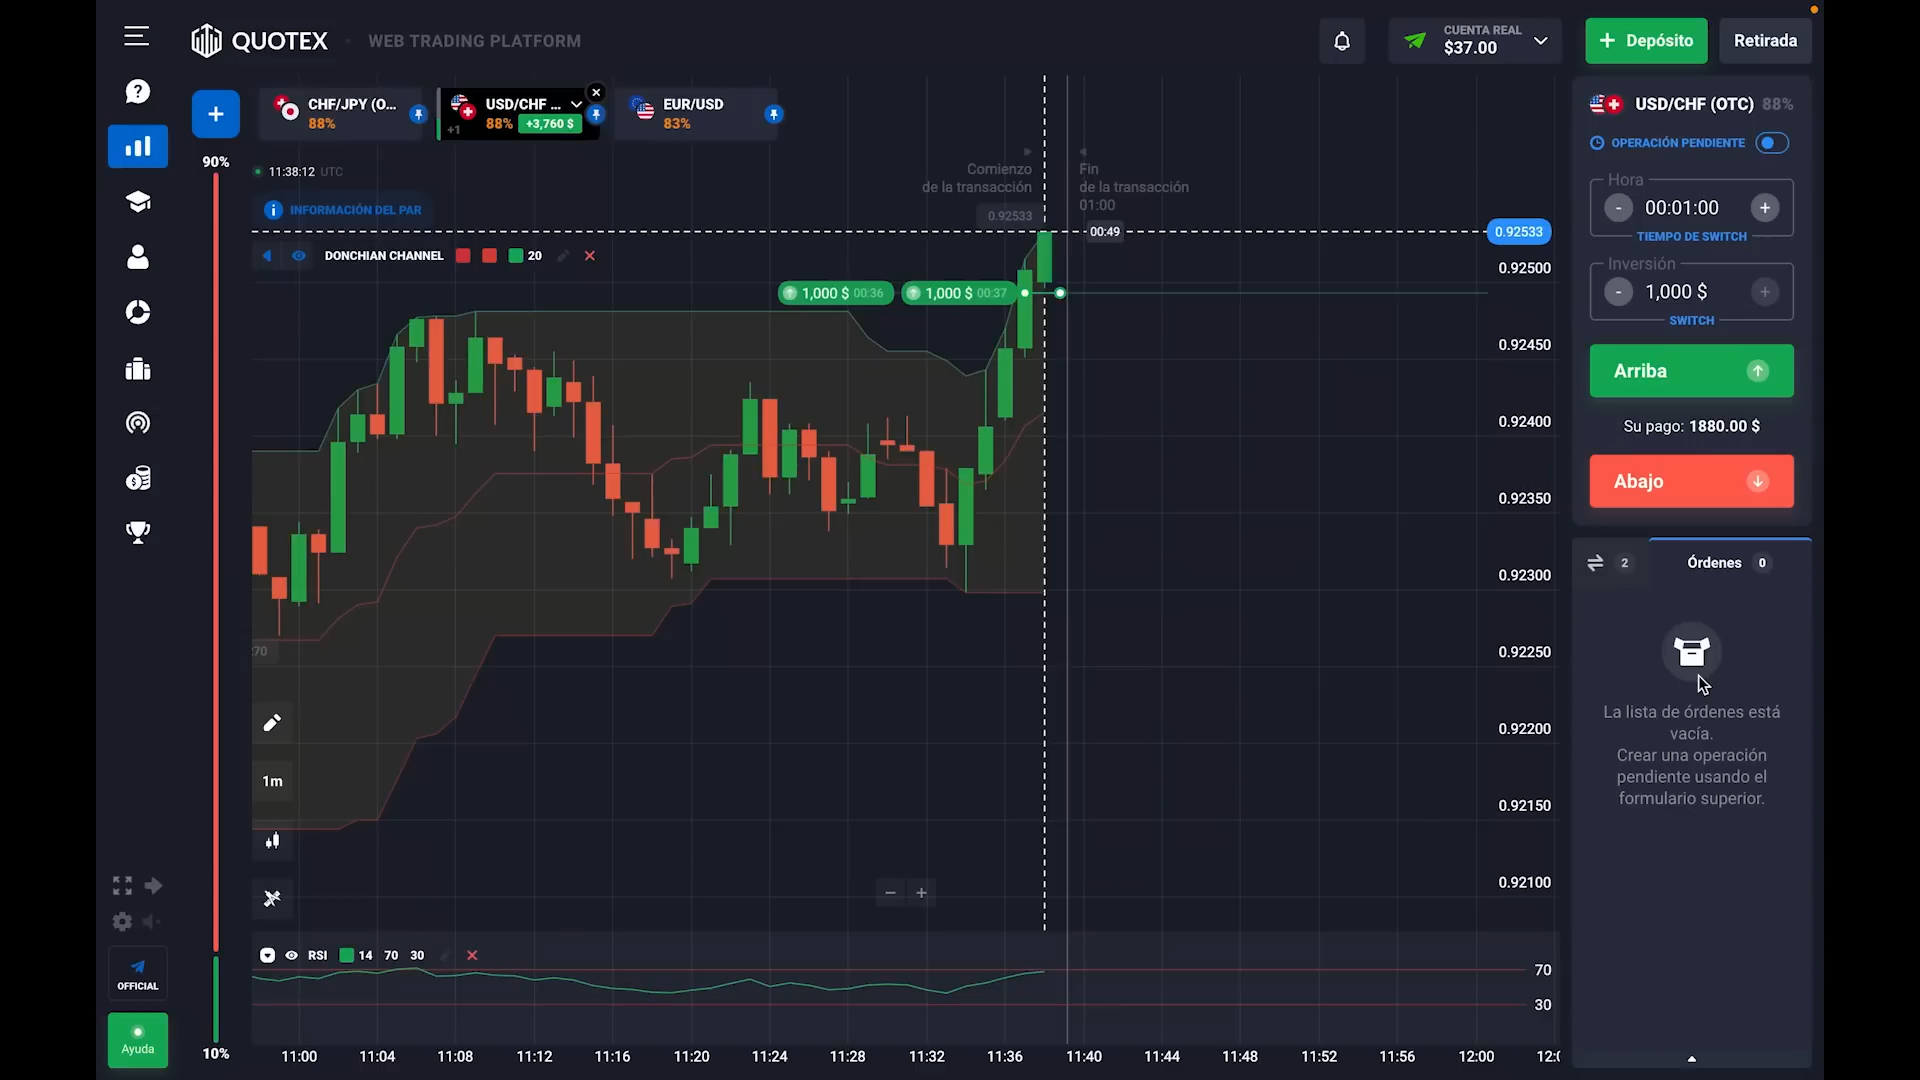 QUOTEX
WEB TRADING PLATFORM
CUENTA REAL
$37.00
+ Depósito
Retirada
+
CHF/JPY (O...
88%
USD/CHF ...
+1
88%
+3,760 $
EUR/USD
83%
90%
11:38:12 UTC
INFORMACIÓN DEL PAR
Comienzo
de la transacción
0.92533
Fin
de la transacción
01:00
00:49
0.92533
DONCHIAN CHANNEL 20
1,000 $ 00:36
1,000 $ 00:37
0.92500
0.92450
0.92400
0.92350
0.92300
0.92250
0.92200
0.92150
0.92100
270
1m
- +
RSI 14 70 30
70
30
10%
11:00 11:04 11:08 11:12 11:16 11:20 11:24 11:28 11:32 11:36 11:40 11:44 11:48 11:52 11:56 12:00 12:0
OFFICIAL
Ayuda
USD/CHF (OTC) 88%
OPERACIÓN PENDIENTE
Hora
- 00:01:00 +
TIEMPO DE SWITCH
Inversión
- 1,000 $ +
SWITCH
Arriba
Su pago: 1880.00 $
Abajo
2
Órdenes 0
La lista de órdenes está
vacía.
Crear una operación
pendiente usando el
formulario superior.